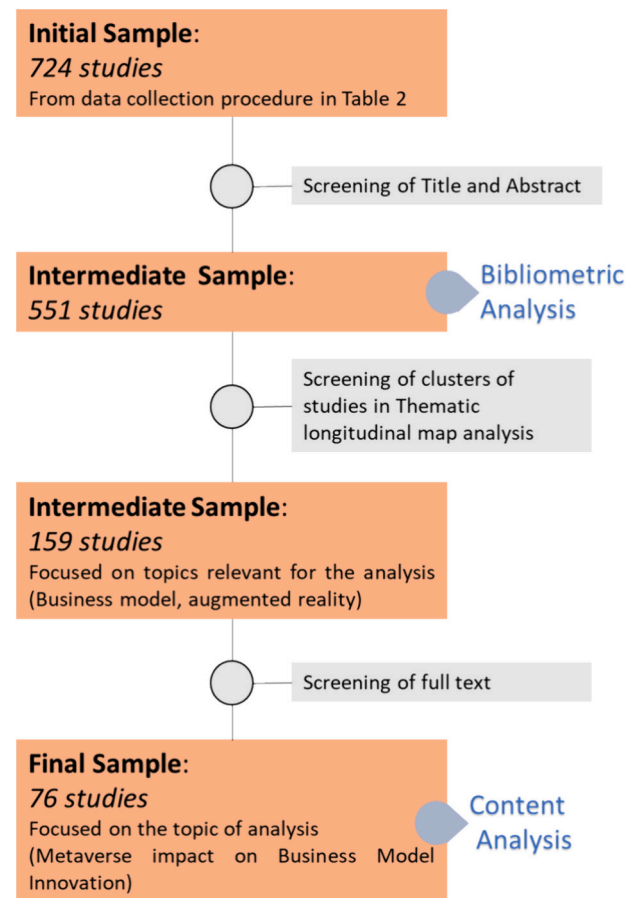 Initial Sample:
724 studies
From data collection procedure in Table 2
Screening of Title and Abstract
Intermediate Sample:
551 studies
Bibliometric
Analysis
Screening of clusters of
studies in Thematic
longitudinal map analysis
Intermediate Sample:
159 studies
Focused on topics relevant for the analysis
(Business model, augmented reality)
Screening of full text
Final Sample:
76 studies
Focused on the topic of analysis
(Metaverse impact on Business Model
Innovation)
Content
Analysis